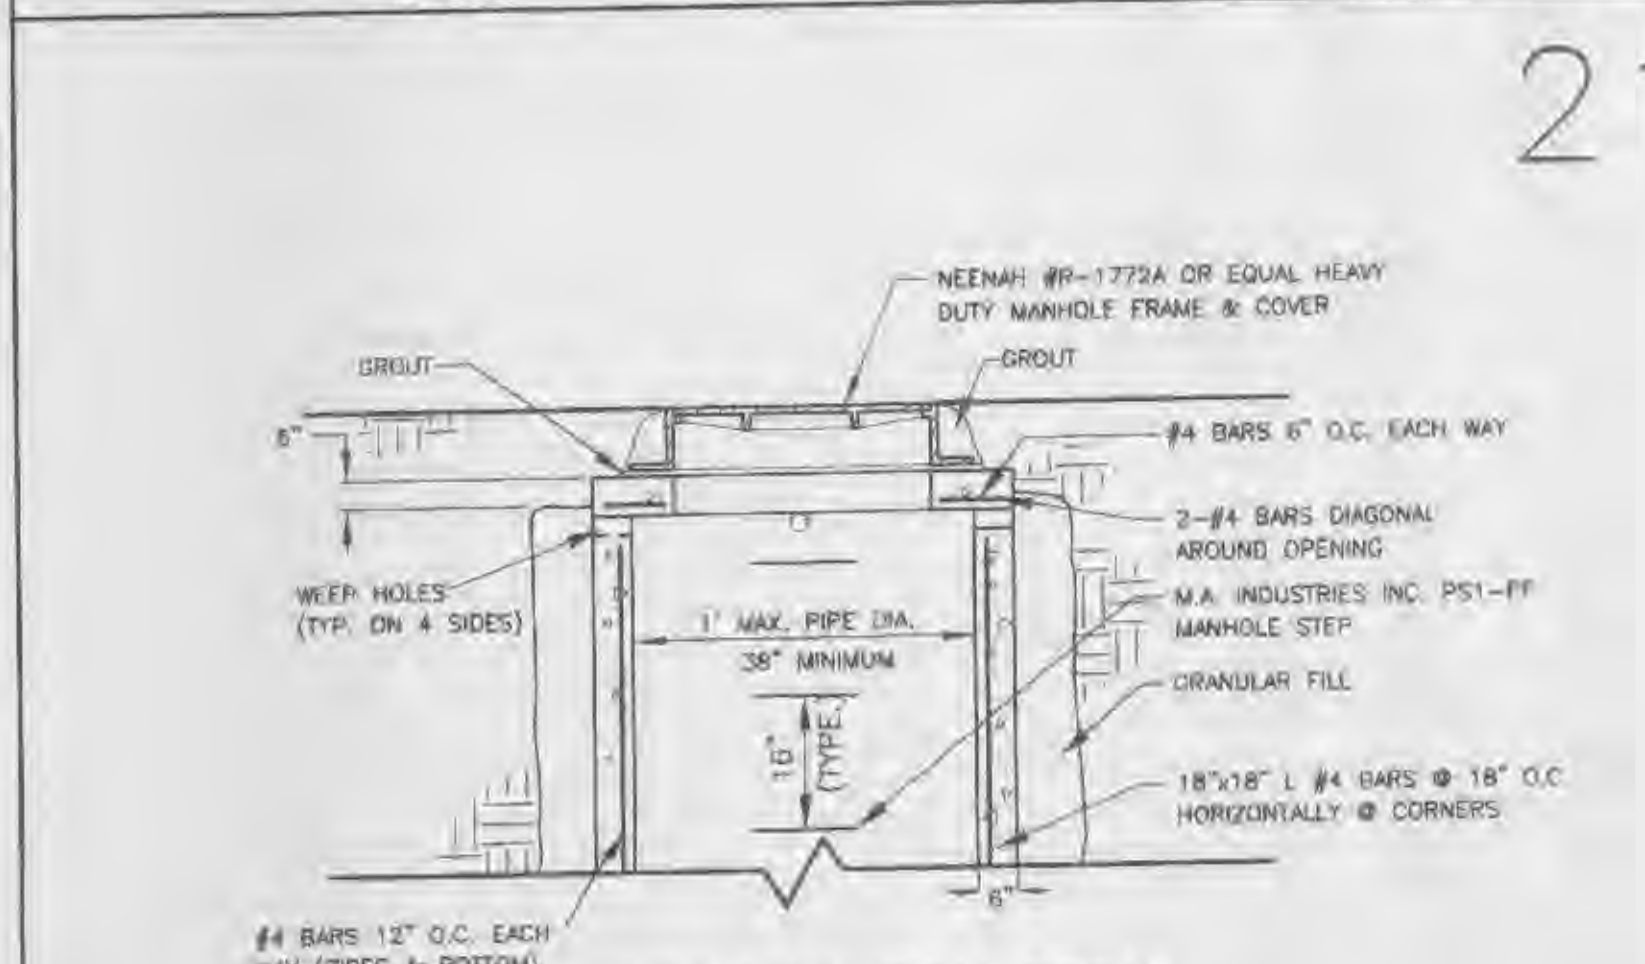 2
NEENAH #R-1772A OR EQUAL HEAVY
DUTY MANHOLE FRAME & COVER
GROUT
GROUT
#4 BARS 6" O.C. EACH WAY
2-#4 BARS DIAGONAL
AROUND OPENING
WEEP HOLES
(TYP. ON 4 SIDES)
M.A. INDUSTRIES INC. PS1-PF
MANHOLE STEP
1' MAX. PIPE DIA.
38" MINIMUM
GRANULAR FILL
16"
(TYPE.)
18"x18" L #4 BARS @ 18" O.C
HORIZONTALLY @ CORNERS
6"
#4 BARS 12" O.C. EACH